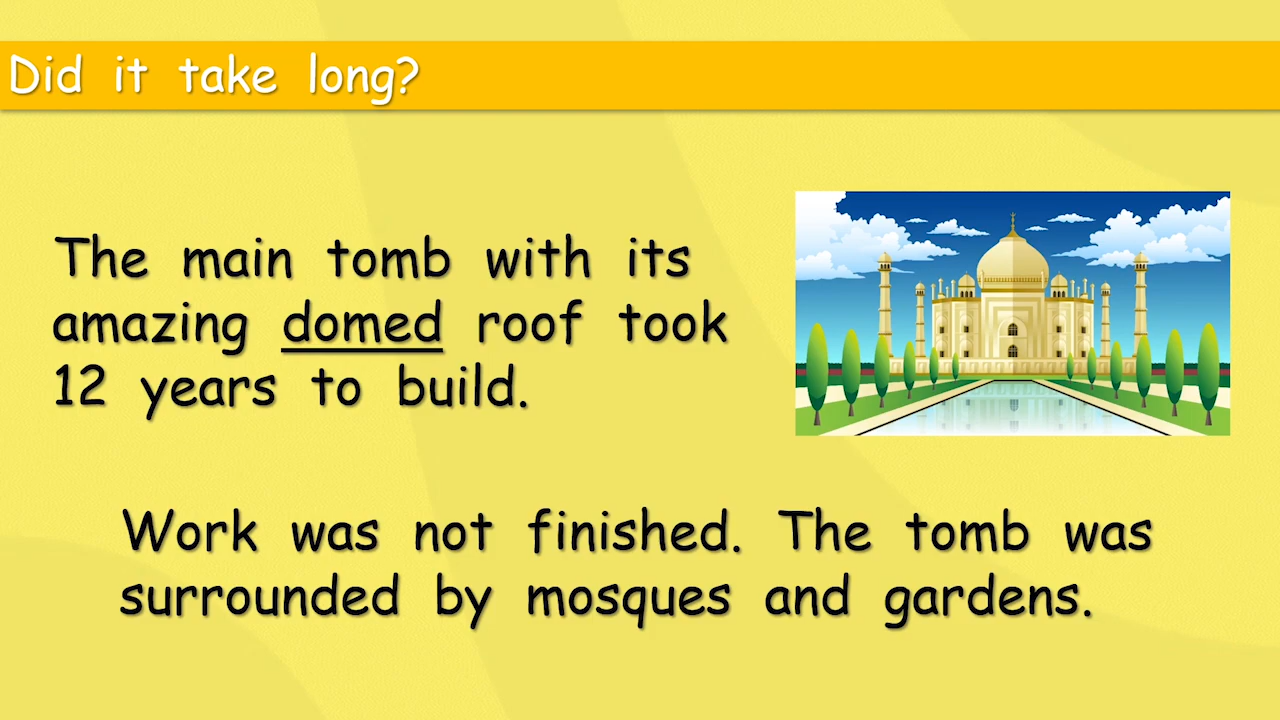 Did it take long?
The main tomb with its
amazing domed roof took
12 years to build.
Work was not finished. The tomb was
surrounded by mosques and gardens.